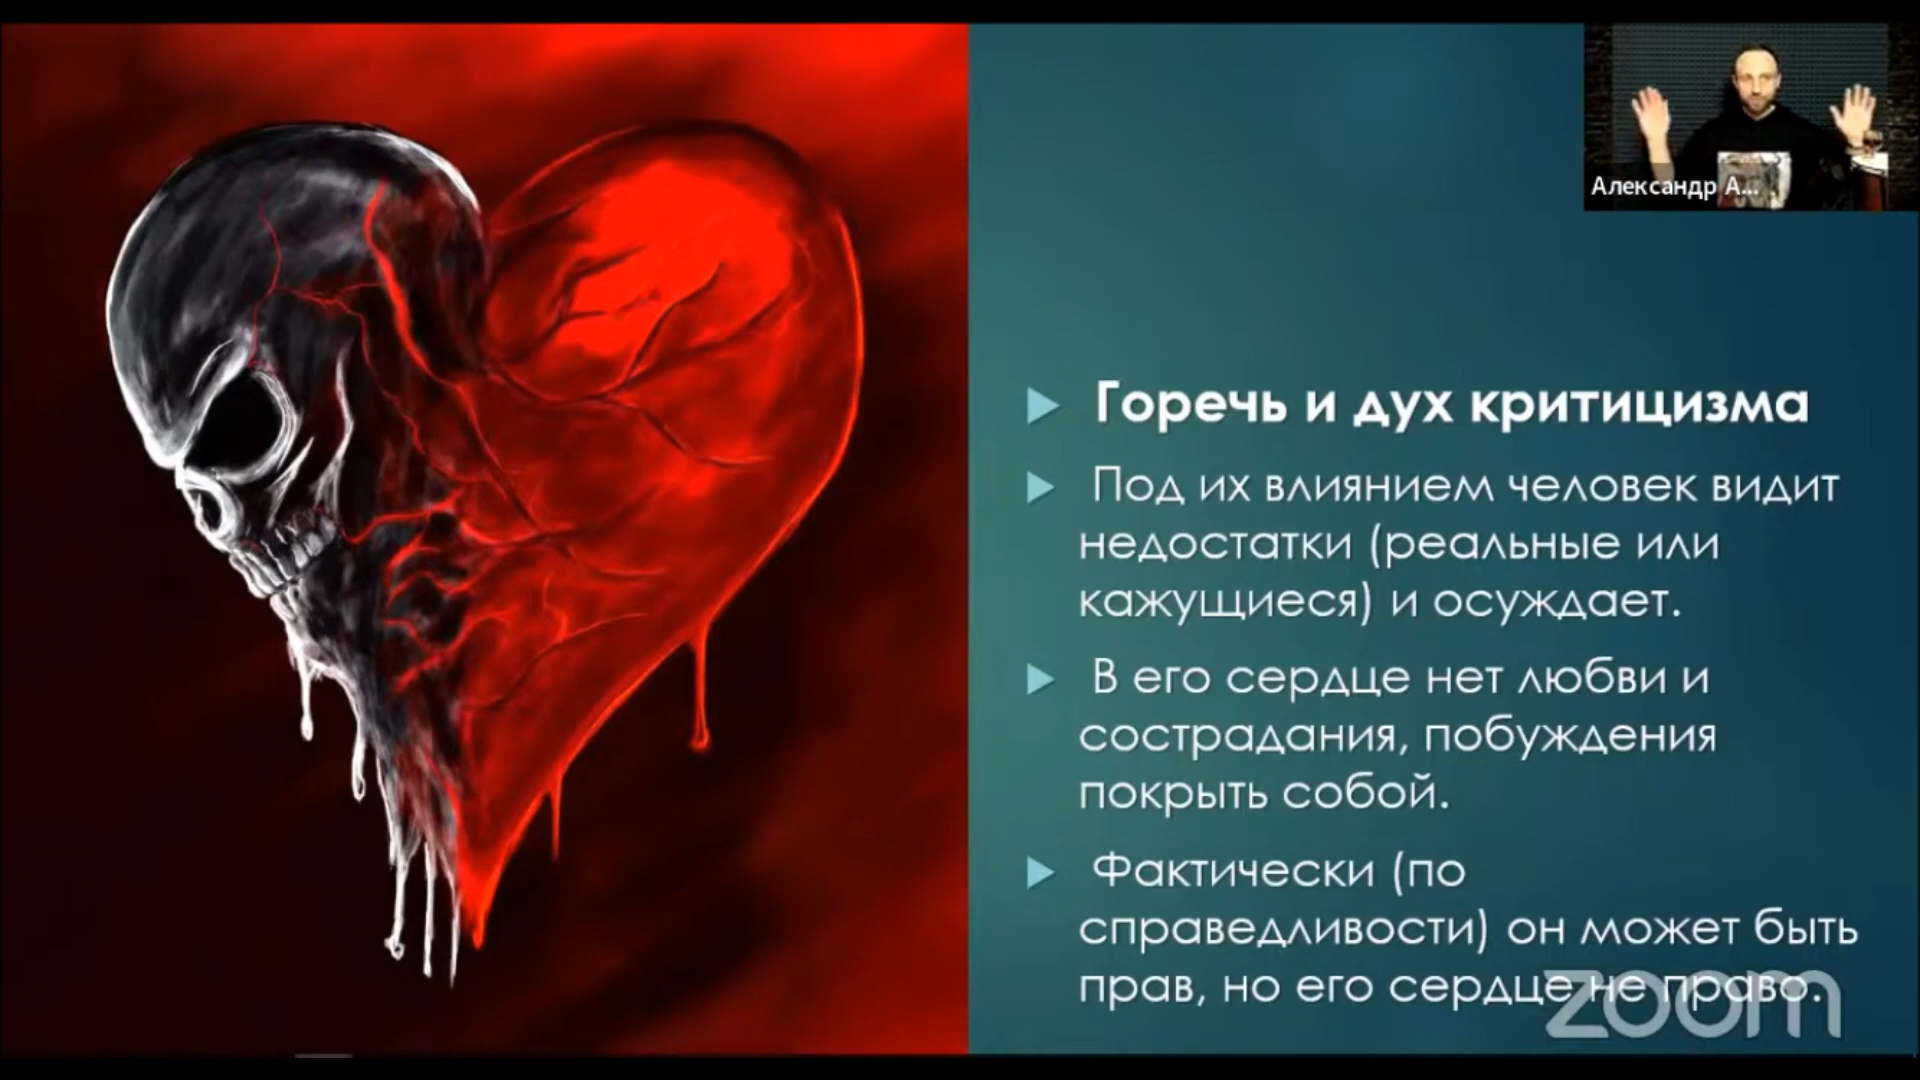 Александр А...
Горечь и дух критицизма
Под их влиянием человек видит
недостатки (реальные или
кажущиеся) и осуждает.
В его сердце нет любви и
сострадания, побуждения
покрыть собой.
Фактически (по
справедливости) он может быть
прав, но его сердце не право.
zoom